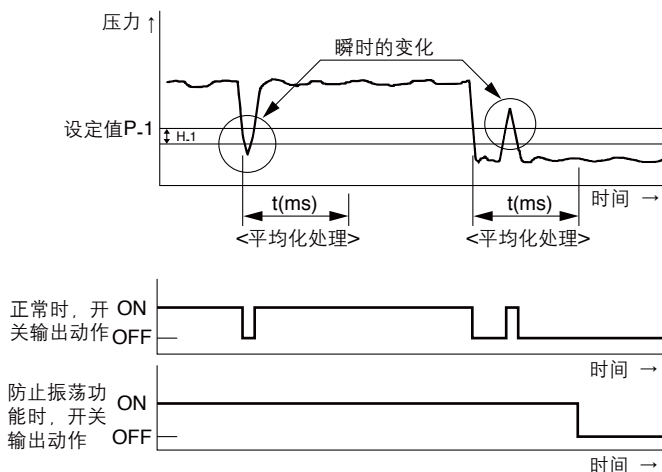 压力 ↑
瞬时的变化
设定值P-1
H-1
t(ms)
t(ms)
时间 →
<平均化处理>
<平均化处理>
正常时，开
关输出动作
ON
OFF
时间 →
防止振荡功
能时，开关
输出动作
ON
OFF
时间 →